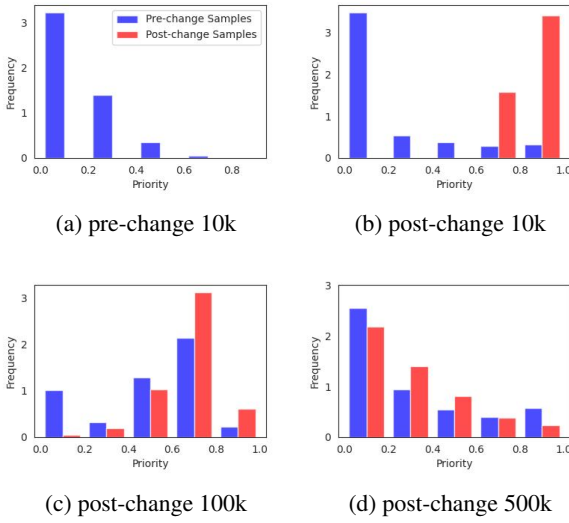 Pre-change Samples
Post-change Samples
Frequency
3
2
1
0
0.0 0.2 0.4 0.6 0.8
Priority
(a) pre-change 10k
Frequency
3
2
1
0
0.0 0.2 0.4 0.6 0.8 1.0
Priority
(b) post-change 10k
Frequency
3
2
1
0
0.0 0.2 0.4 0.6 0.8 1.0
Priority
(c) post-change 100k
Frequency
3
2
1
0
0.0 0.2 0.4 0.6 0.8 1.0
Priority
(d) post-change 500k